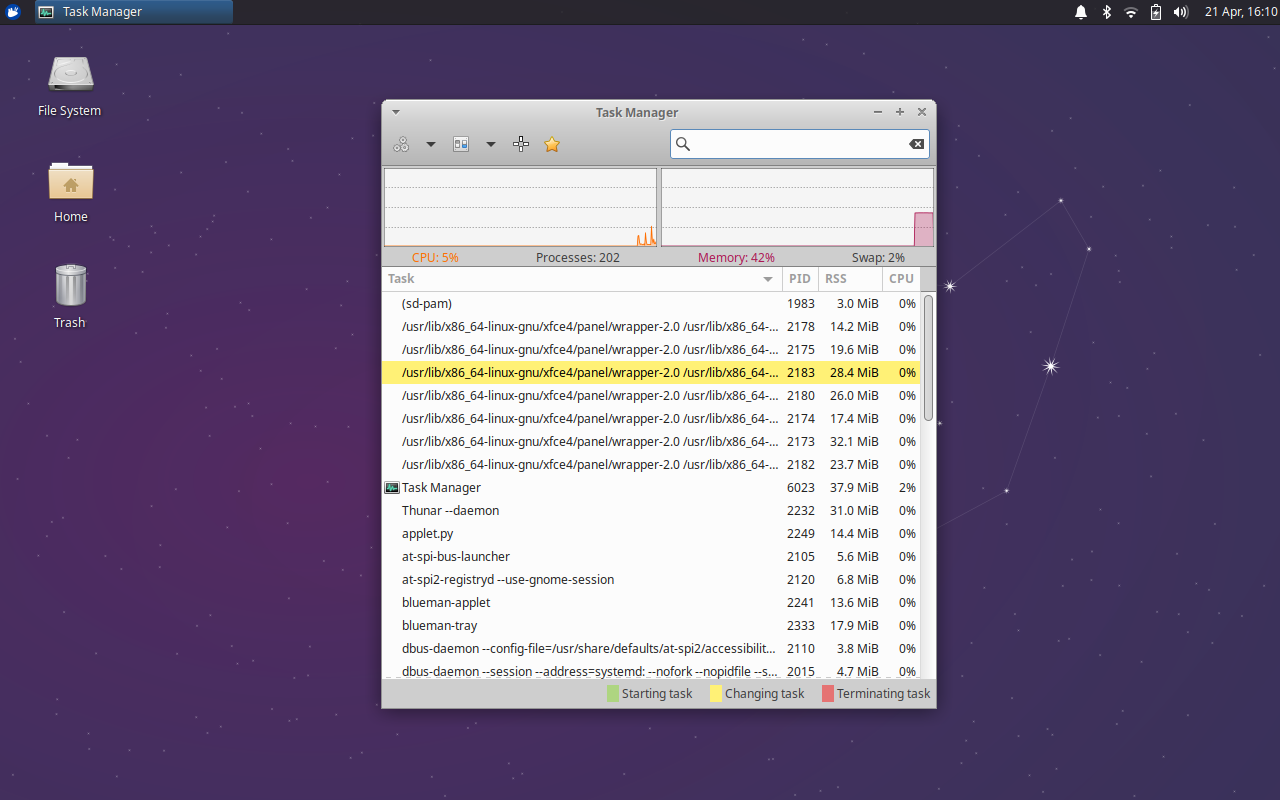 Task Manager
21 Apr, 16:10
File System
Home
Trash
Task Manager
CPU: 5% Processes: 202 Memory: 42% Swap: 2%
Task PID RSS CPU
(sd-pam) 1983 3.0 MiB 0%
/usr/lib/x86_64-linux-gnu/xfce4/panel/wrapper-2.0 /usr/lib/x86_64-... 2178 14.2 MiB 0%
/usr/lib/x86_64-linux-gnu/xfce4/panel/wrapper-2.0 /usr/lib/x86_64-... 2175 19.6 MiB 0%
/usr/lib/x86_64-linux-gnu/xfce4/panel/wrapper-2.0 /usr/lib/x86_64-... 2183 28.4 MiB 0%
/usr/lib/x86_64-linux-gnu/xfce4/panel/wrapper-2.0 /usr/lib/x86_64-... 2180 26.0 MiB 0%
/usr/lib/x86_64-linux-gnu/xfce4/panel/wrapper-2.0 /usr/lib/x86_64-... 2174 17.4 MiB 0%
/usr/lib/x86_64-linux-gnu/xfce4/panel/wrapper-2.0 /usr/lib/x86_64-... 2173 32.1 MiB 0%
/usr/lib/x86_64-linux-gnu/xfce4/panel/wrapper-2.0 /usr/lib/x86_64-... 2182 23.7 MiB 0%
Task Manager 6023 37.9 MiB 2%
Thunar --daemon 2232 31.0 MiB 0%
applet.py 2249 14.4 MiB 0%
at-spi-bus-launcher 2105 5.6 MiB 0%
at-spi2-registryd --use-gnome-session 2120 6.8 MiB 0%
blueman-applet 2241 13.6 MiB 0%
blueman-tray 2333 17.9 MiB 0%
dbus-daemon --config-file=/usr/share/defaults/at-spi2/accessibilit... 2110 3.8 MiB 0%
dbus-daemon --session --address=systemd: --nofork --nopidfile --s... 2015 4.7 MiB 0%
Starting task Changing task Terminating task